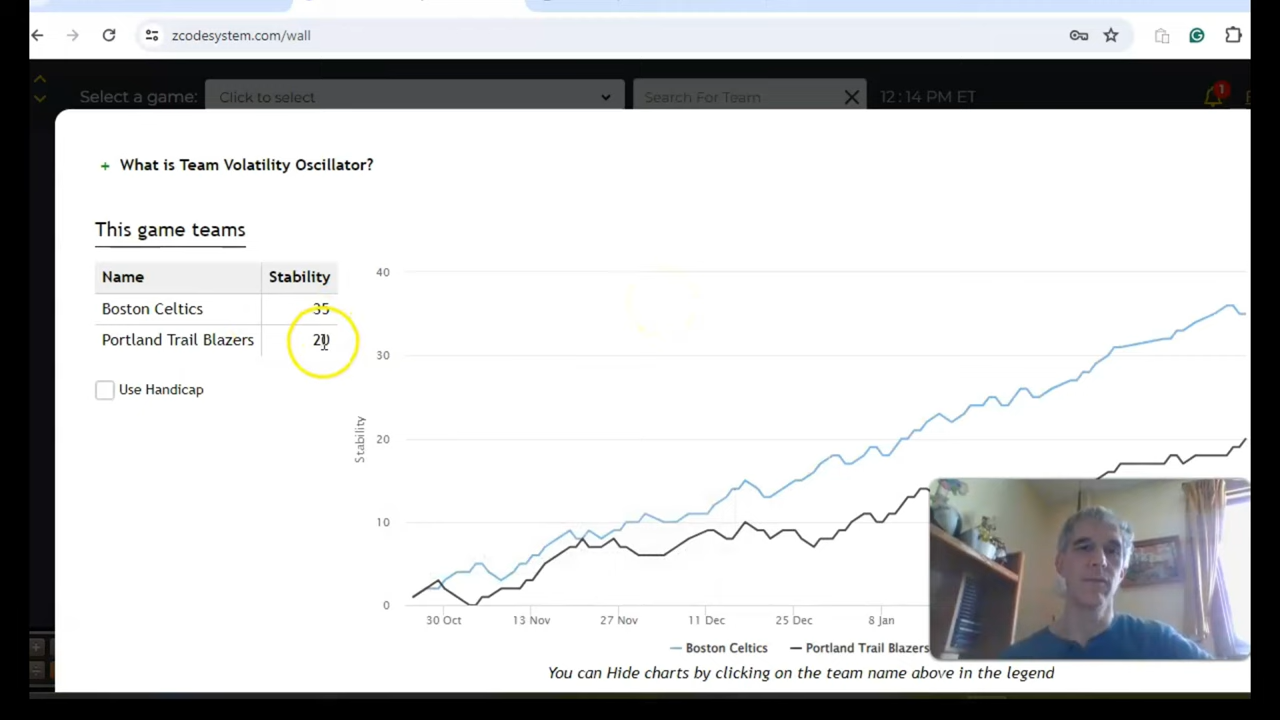 zcodesystem.com/wall
Select a game: Click to select Search For Team 12:14 PM ET 1
+ What is Team Volatility Oscillator?
This game teams
Name Stability
Boston Celtics 35
Portland Trail Blazers 20
Use Handicap
Stability
40
30
20
10
0
30 Oct 13 Nov 27 Nov 11 Dec 25 Dec 8 Jan
Boston Celtics Portland Trail Blazers
You can Hide charts by clicking on the team name above in the legend